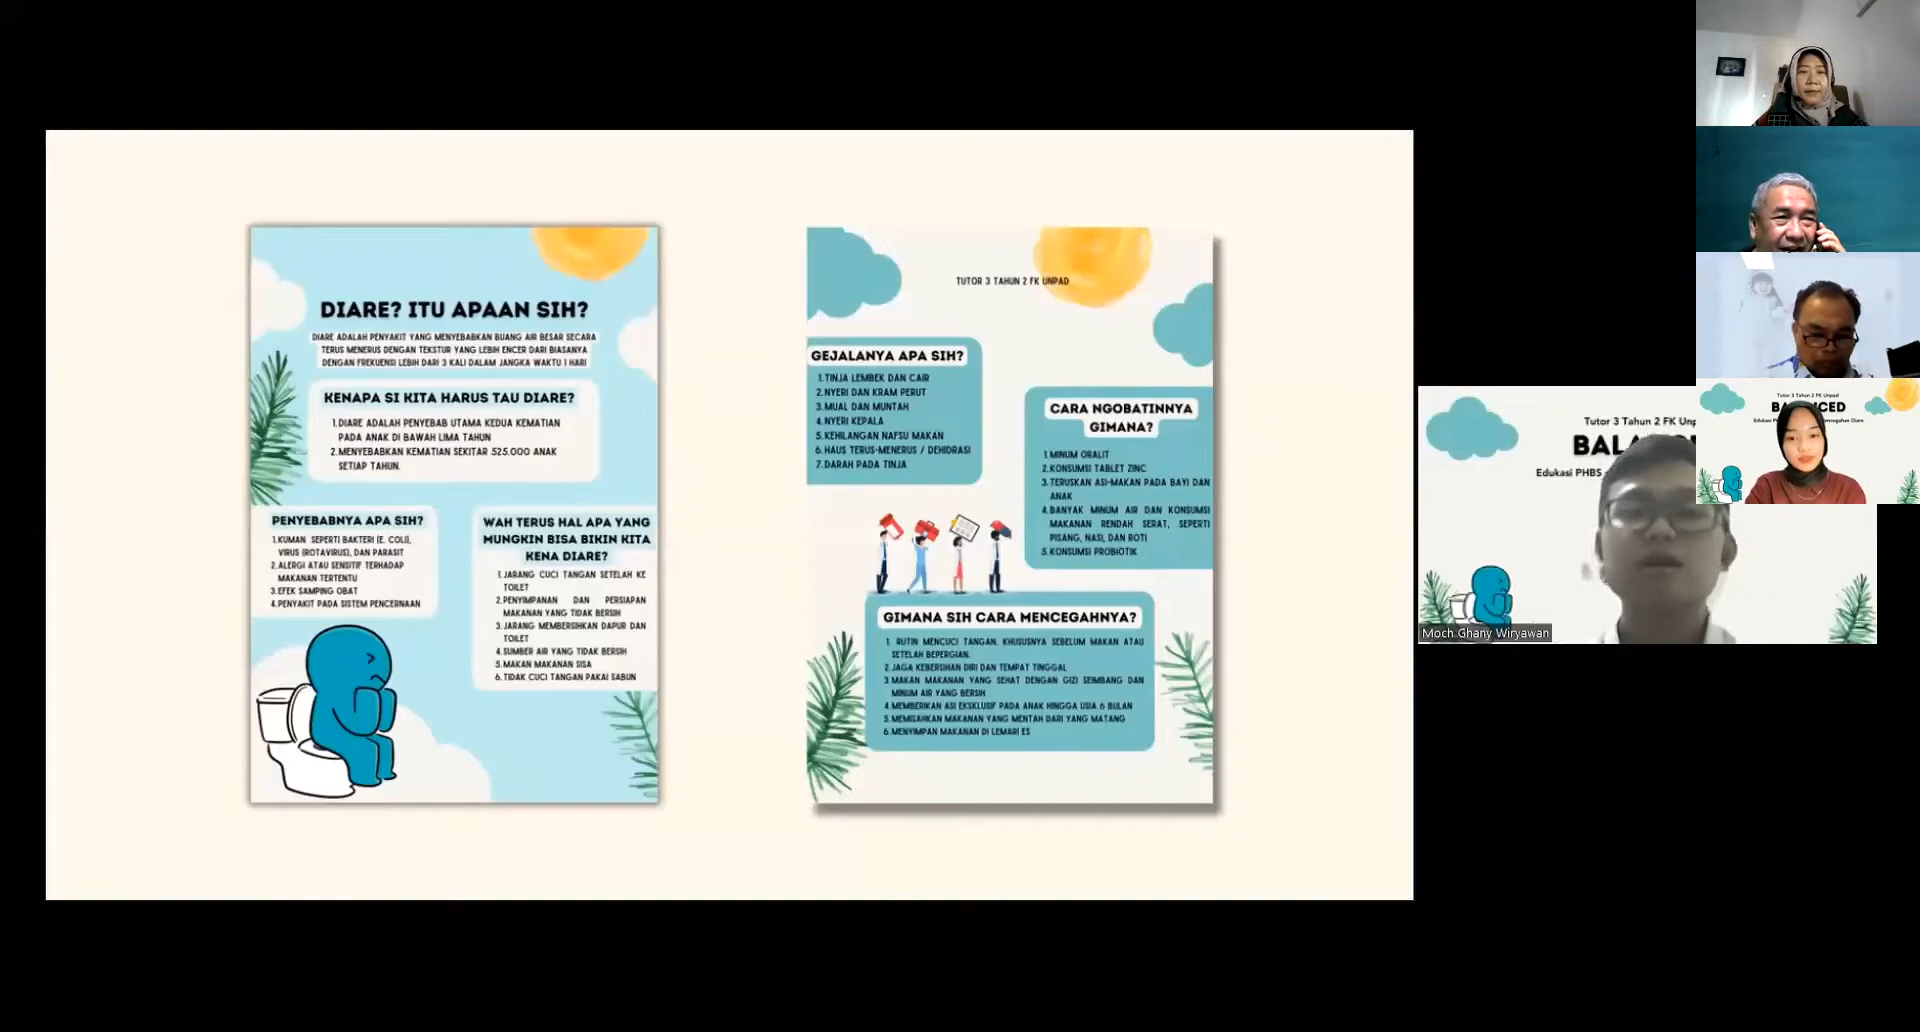 DIARE? ITU APAAN SIH?
DIARE ADALAH PENYAKIT YANG MENYEBABKAN BUANG AIR BESAR SECARA
TERUS MENERUS DENGAN TEKSTUR YANG LEBIH ENCER DARI BIASANYA
DENGAN FREKUENSI LEBIH DARI 3 KALI DALAM JANGKA WAKTU 1 HARI
KENAPA SI KITA HARUS TAU DIARE?
1. DIARE ADALAH PENYEBAB UTAMA KEDUA KEMATIAN
PADA ANAK DI BAWAH LIMA TAHUN
2. MENYEBABKAN KEMATIAN SEKITAR 525.000 ANAK
SETIAP TAHUN.
PENYEBABNYA APA SIH?
1. KUMAN SEPERTI BAKTERI (E. COLI),
VIRUS (ROTAVIRUS), DAN PARASIT
2. ALERGI ATAU SENSITIF TERHADAP
MAKANAN TERTENTU
3. EFEK SAMPING OBAT
4. PENYAKIT PADA SISTEM PENCERNAAN
WAH TERUS HAL APA YANG
MUNGKIN BISA BIKIN KITA
KENA DIARE?
1. JARANG CUCI TANGAN SETELAH KE
TOILET
2. PENYIMPANAN DAN PERSIAPAN
MAKANAN YANG TIDAK BERSIH
3. JARANG MEMBERSIHKAN DAPUR DAN
TOILET
4. SUMBER AIR YANG TIDAK BERSIH
5. MAKAN MAKANAN SISA
6. TIDAK CUCI TANGAN PAKAI SABUN
TUTOR 3 TAHUN 2 FK UNPAD
GEJALANYA APA SIH?
1. TINJA LEMBEK DAN CAIR
2. NYERI DAN KRAM PERUT
3. MUAL DAN MUNTAH
4. NYERI KEPALA
5. KEHILANGAN NAFSU MAKAN
6. HAUS TERUS-MENERUS / DEHIDRASI
7. DARAH PADA TINJA
CARA NGOBATINNYA
GIMANA?
1. MINUM ORALIT
2. KONSUMSI TABLET ZINC
3. TERUSKAN ASI-MAKAN PADA BAYI DAN
ANAK
4. BANYAK MINUM AIR DAN KONSUMSI
MAKANAN RENDAH SERAT, SEPERTI
PISANG, NASI, DAN ROTI
5. KONSUMSI PROBIOTIK
GIMANA SIH CARA MENCEGAHNYA?
1. RUTIN MENCUCI TANGAN. KHUSUSNYA SEBELUM MAKAN ATAU
SETELAH BEPERGIAN.
2. JAGA KEBERSIHAN DIRI DAN TEMPAT TINGGAL
3. MAKAN MAKANAN YANG SEHAT DENGAN GIZI SEIMBANG DAN
MINUM AIR YANG BERSIH
4. MEMBERIKAN ASI EKSKLUSIF PADA ANAK HINGGA USIA 6 BULAN
5. MEMISAHKAN MAKANAN YANG MENTAH DARI YANG MATANG
6. MENYIMPAN MAKANAN DI LEMARI ES
Tutor 3 Tahun 2 FK Unp
BALA
Edukasi PHBS
Moch Ghany Wiryawan
Tutor 3 Tahun 2 FK Unpad
Diare